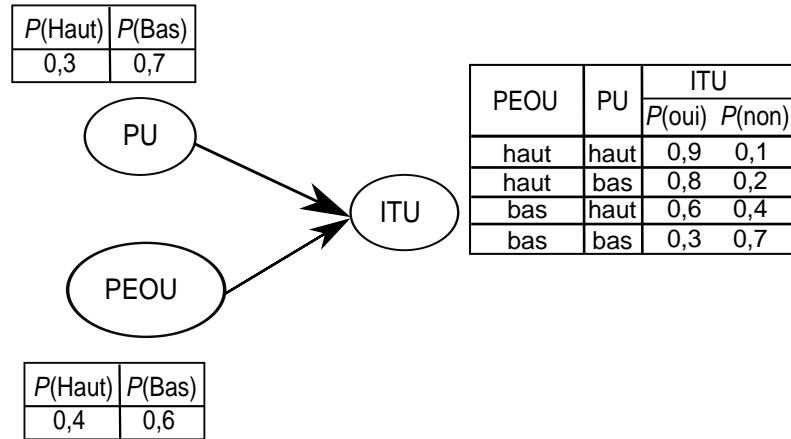 P(Haut) P(Bas)
0,3 0,7
PU
PEOU PU ITU
P(oui) P(non)
haut haut 0,9 0,1
haut bas 0,8 0,2
bas haut 0,6 0,4
bas bas 0,3 0,7
ITU
PEOU
P(Haut) P(Bas)
0,4 0,6